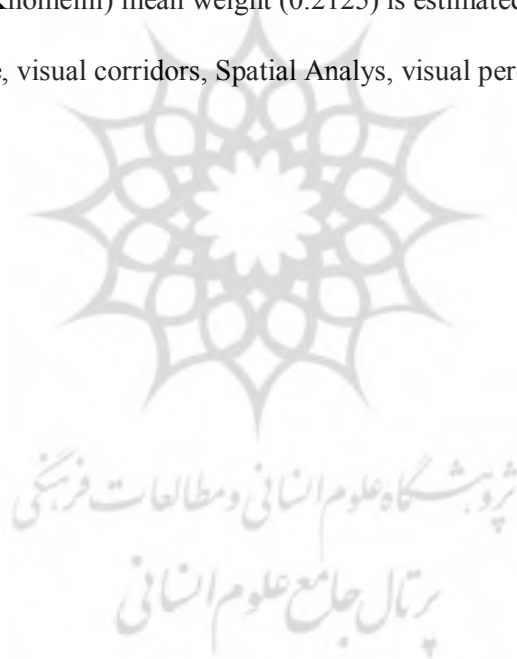 Khomeini) mean weight (0.2125) is estimated
, visual corridors, Spatial Analys, visual per
پژوهشگاه علوم انسانی و مطالعات فرهنگی
پرتال جامع علوم انسانی